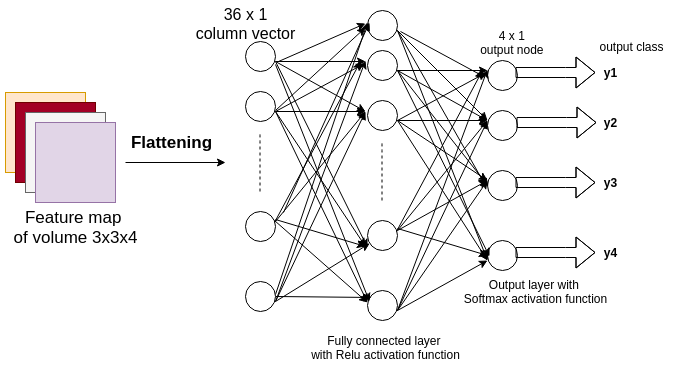 36 x 1
column vector
4 x 1
output node
output class
y1
y2
y3
y4
Flattening
Feature map
of volume 3x3x4
Output layer with
Softmax activation function
Fully connected layer
with Relu activation function